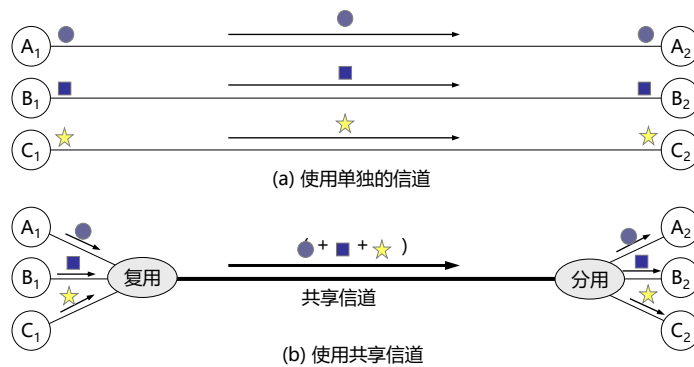 A1 A2
B1 B2
C1 C2
(a) 使用单独的信道
A1 A2
( + + )
B1 复用 分用 B2
共享信道
C1 C2
(b) 使用共享信道